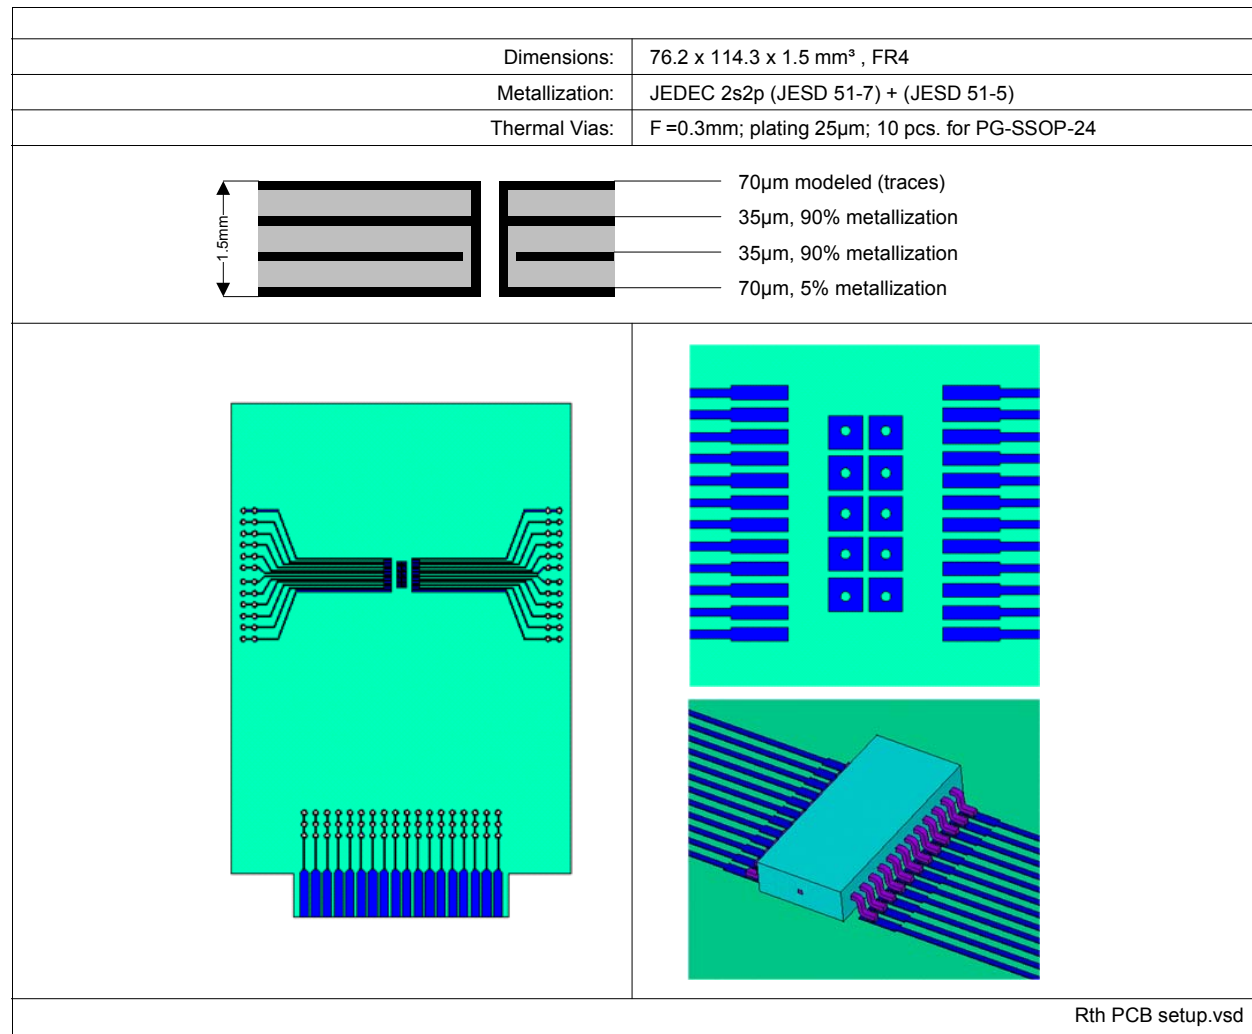 Dimensions: 76.2 x 114.3 x 1.5 mm³ , FR4
Metallization: JEDEC 2s2p (JESD 51-7) + (JESD 51-5)
Thermal Vias: F =0.3mm; plating 25µm; 10 pcs. for PG-SSOP-24
1.5mm
70µm modeled (traces)
35µm, 90% metallization
35µm, 90% metallization
70µm, 5% metallization
Rth PCB setup.vsd